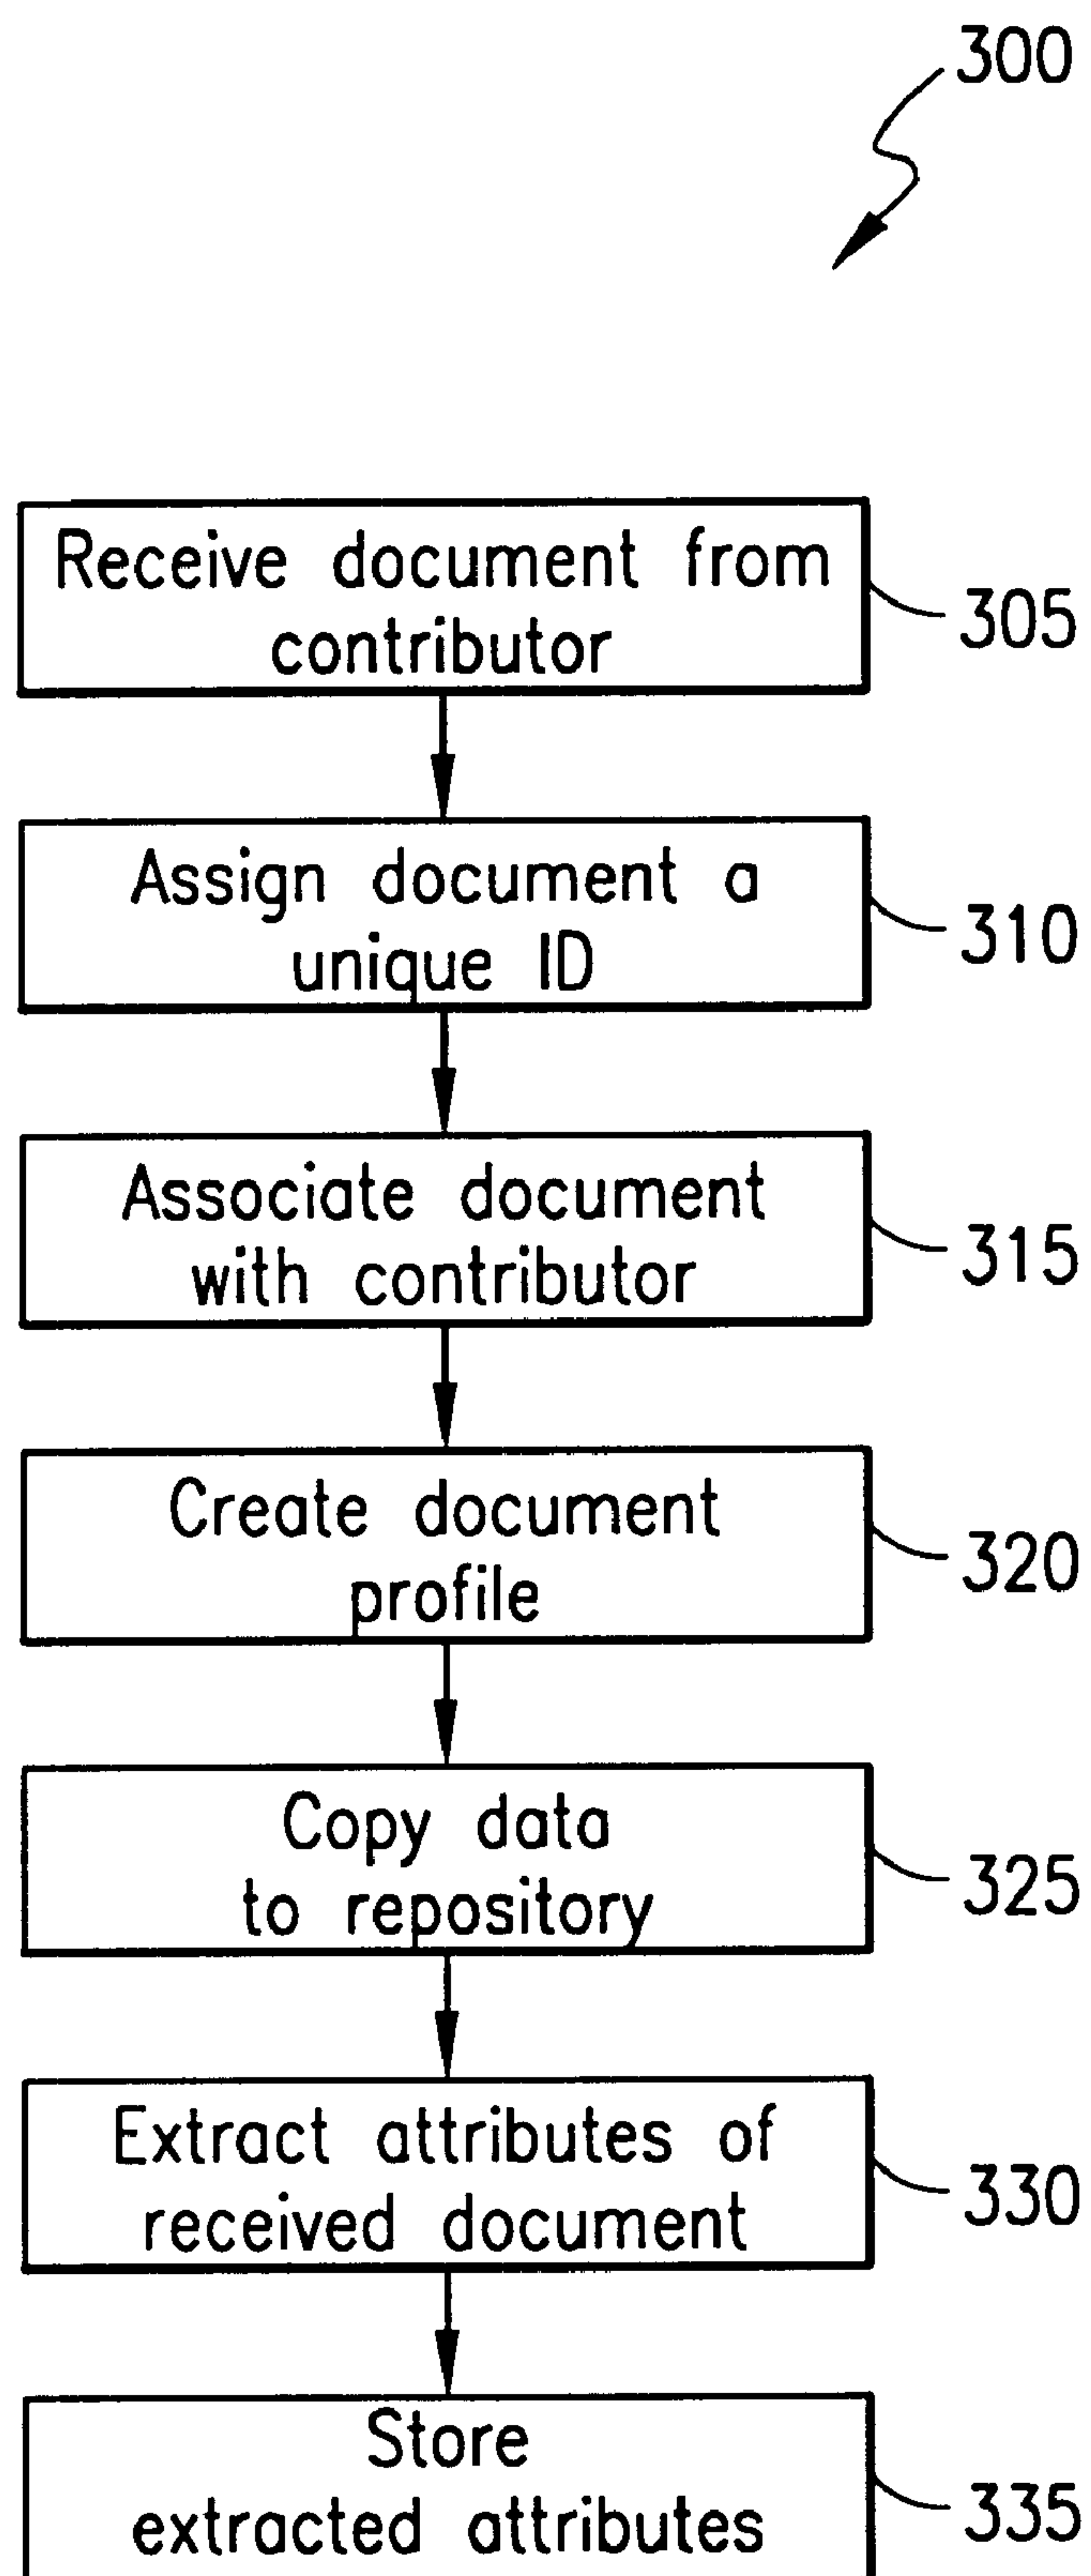 300
Receive document from
contributor
305
Assign document a
unique ID
310
Associate document
with contributor
315
Create document
profile
320
Copy data
to repository
325
Extract attributes of
received document
330
Store
extracted attributes
335